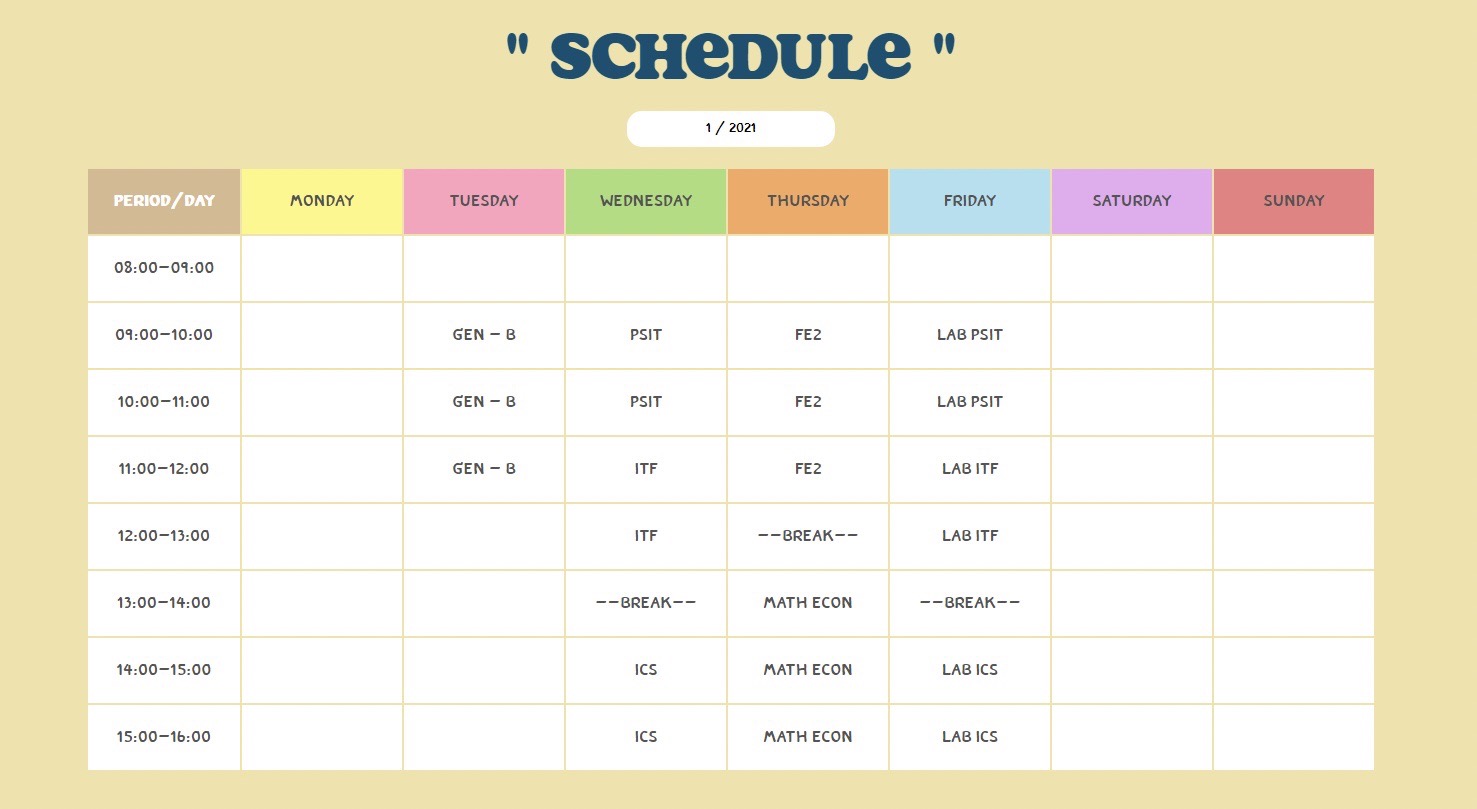 " SCHEDULE "
1 / 2021
PERIOD/DAY MONDAY TUESDAY WEDNESDAY THURSDAY FRIDAY SATURDAY SUNDAY
08:00-09:00
09:00-10:00 GEN - B PSIT FE2 LAB PSIT
10:00-11:00 GEN - B PSIT FE2 LAB PSIT
11:00-12:00 GEN - B ITF FE2 LAB ITF
12:00-13:00 ITF --BREAK-- LAB ITF
13:00-14:00 --BREAK-- MATH ECON --BREAK--
14:00-15:00 ICS MATH ECON LAB ICS
15:00-16:00 ICS MATH ECON LAB ICS